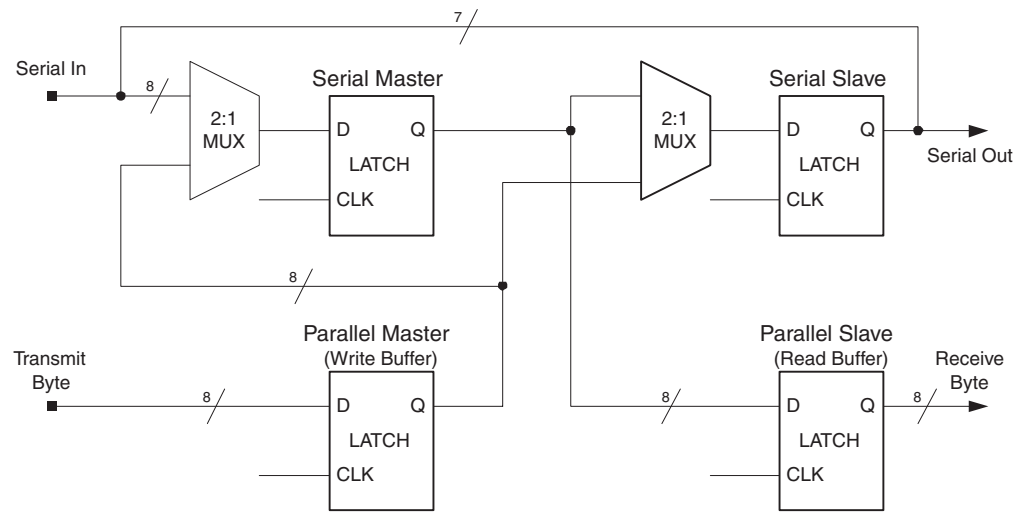 7
Serial In
8
2:1
MUX
Serial Master
D
Q
LATCH
CLK
2:1
MUX
Serial Slave
D
Q
LATCH
CLK
Serial Out
8
Transmit
Byte
8
Parallel Master
(Write Buffer)
D
Q
LATCH
CLK
8
Parallel Slave
(Read Buffer)
D
Q
LATCH
CLK
8
Receive
Byte